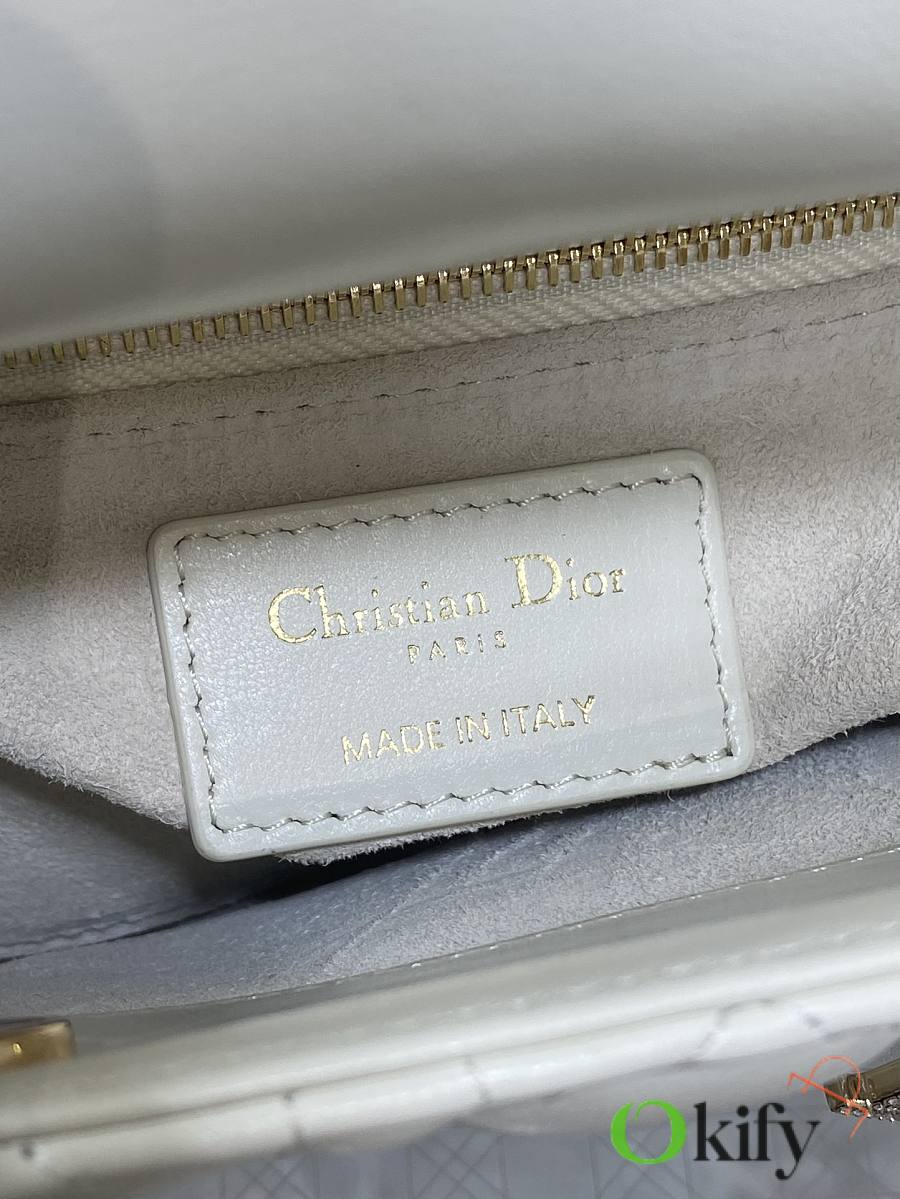 Christian Dior
PARIS
MADE IN ITALY
Okify